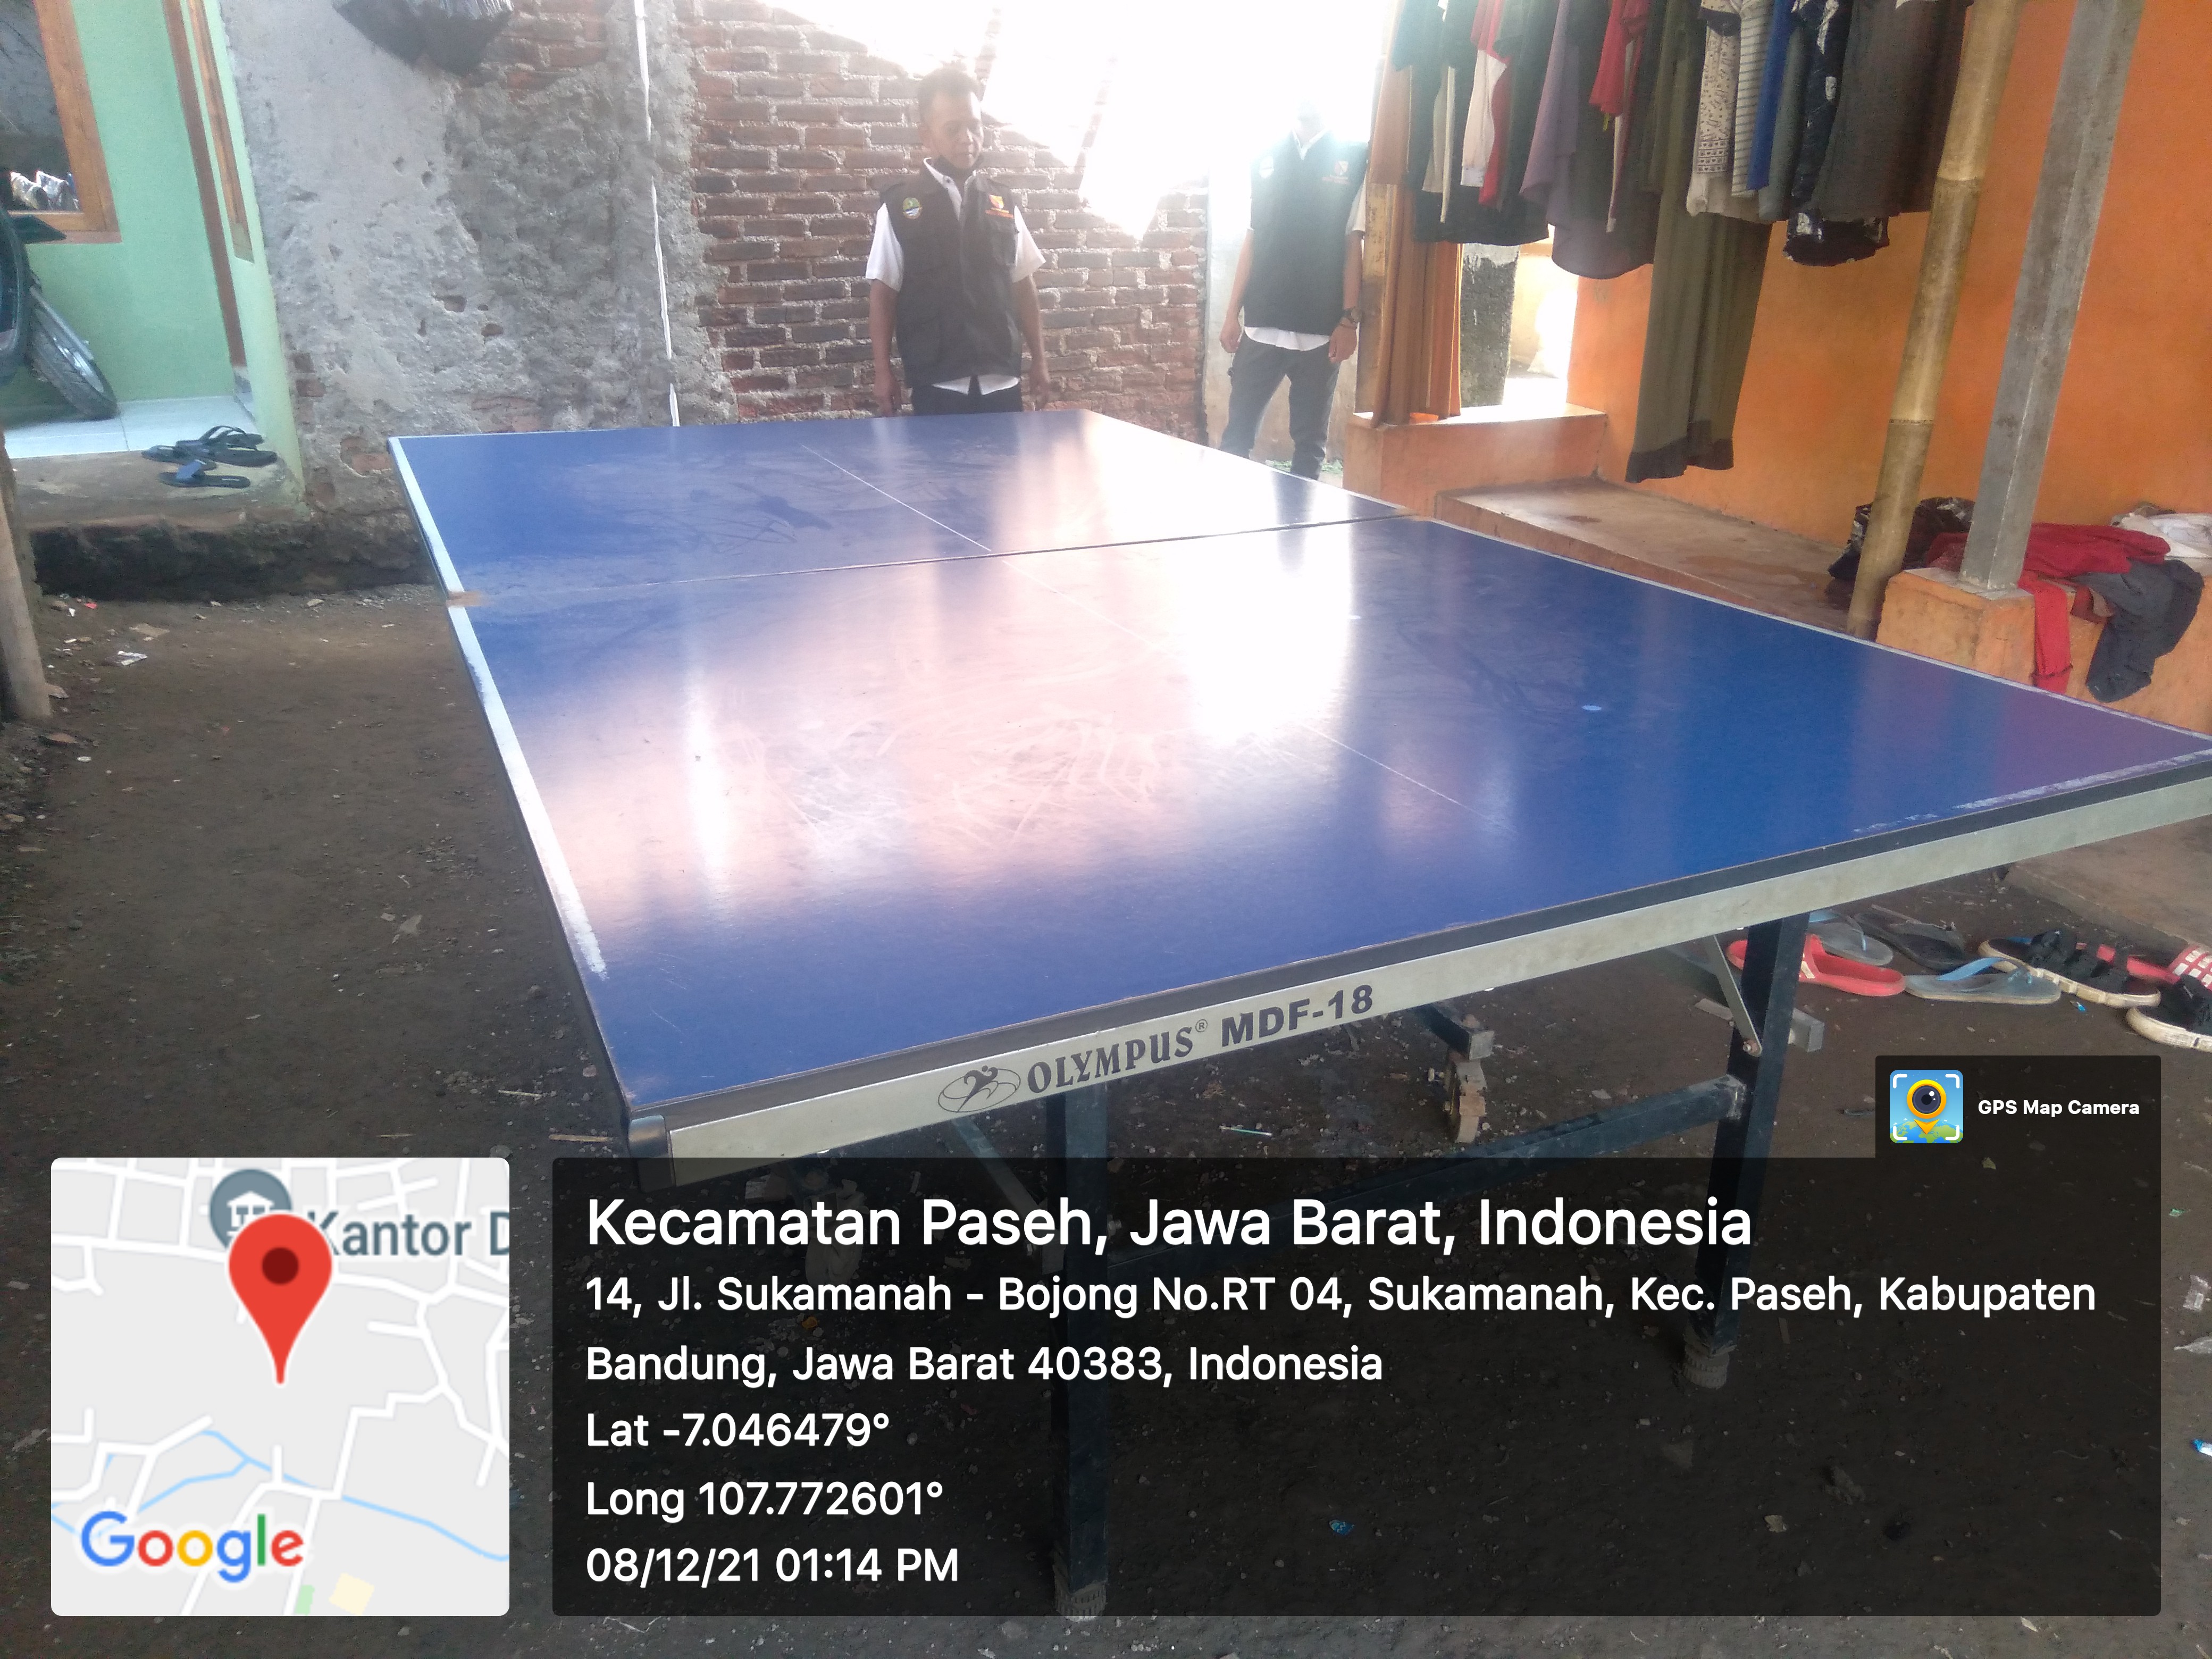 OLYMPUS® MDF-18
GPS Map Camera
Kantor D
Google
Kecamatan Paseh, Jawa Barat, Indonesia
14, Jl. Sukamanah - Bojong No.RT 04, Sukamanah, Kec. Paseh, Kabupaten
Bandung, Jawa Barat 40383, Indonesia
Lat -7.046479°
Long 107.772601°
08/12/21 01:14 PM